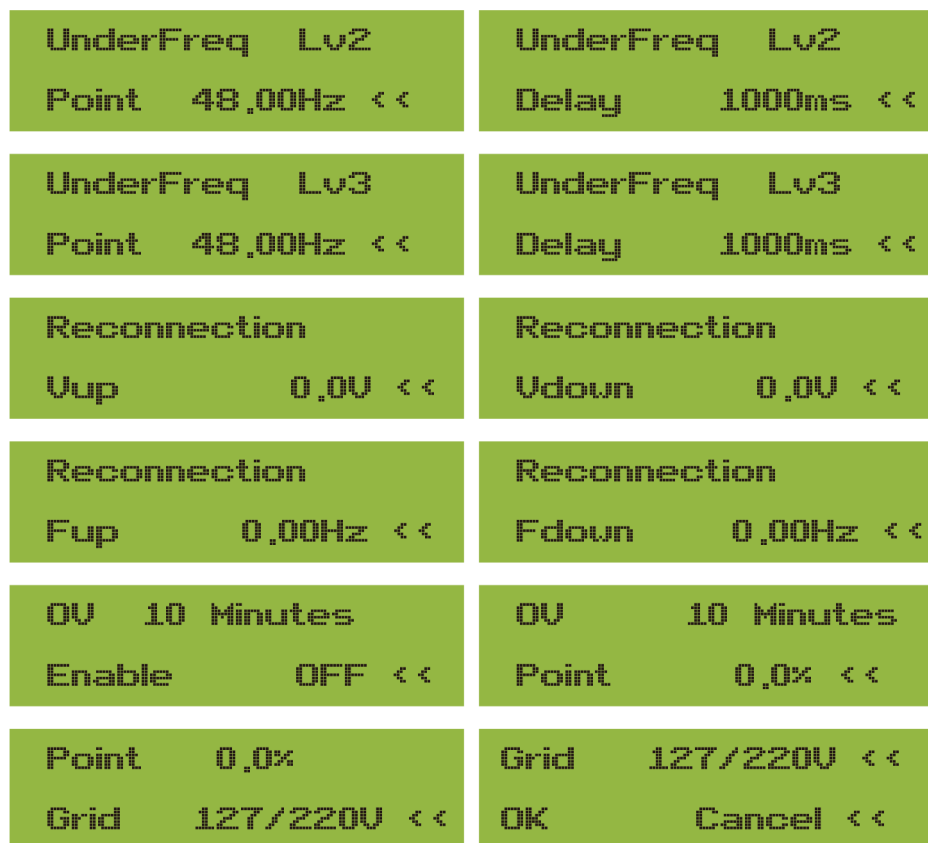 UnderFreq Lv2
Point 48.00Hz <<
UnderFreq Lv2
Delay 1000ms <<
UnderFreq Lv3
Point 48.00Hz <<
UnderFreq Lv3
Delay 1000ms <<
Reconnection
Vup 0.0V <<
Reconnection
Vdown 0.0V <<
Reconnection
Fup 0.00Hz <<
Reconnection
Fdown 0.00Hz <<
OV 10 Minutes
Enable OFF <<
OV 10 Minutes
Point 0.0% <<
Point 0.0%
Grid 127/220V <<
Grid 127/220V <<
OK Cancel <<